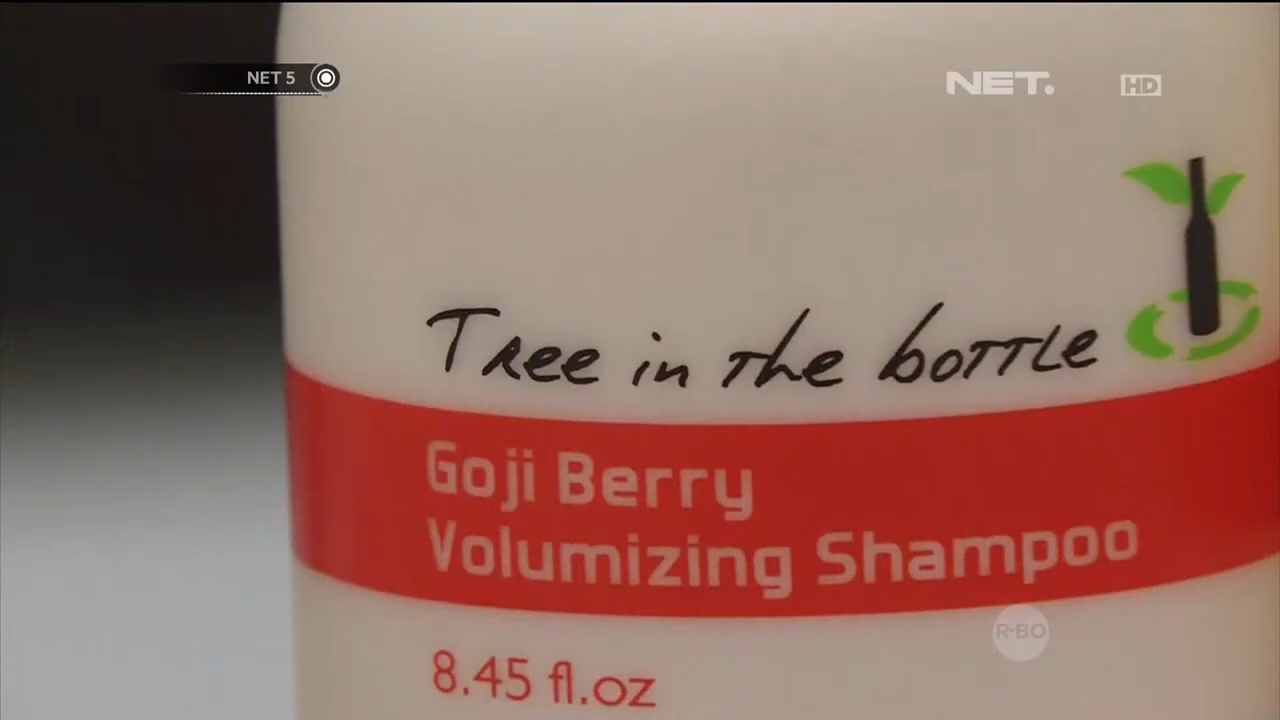 NET 5
NET.
HD
Tree in the bottle
Goji Berry
Volumizing Shampoo
R-BO
8.45 fl.oz